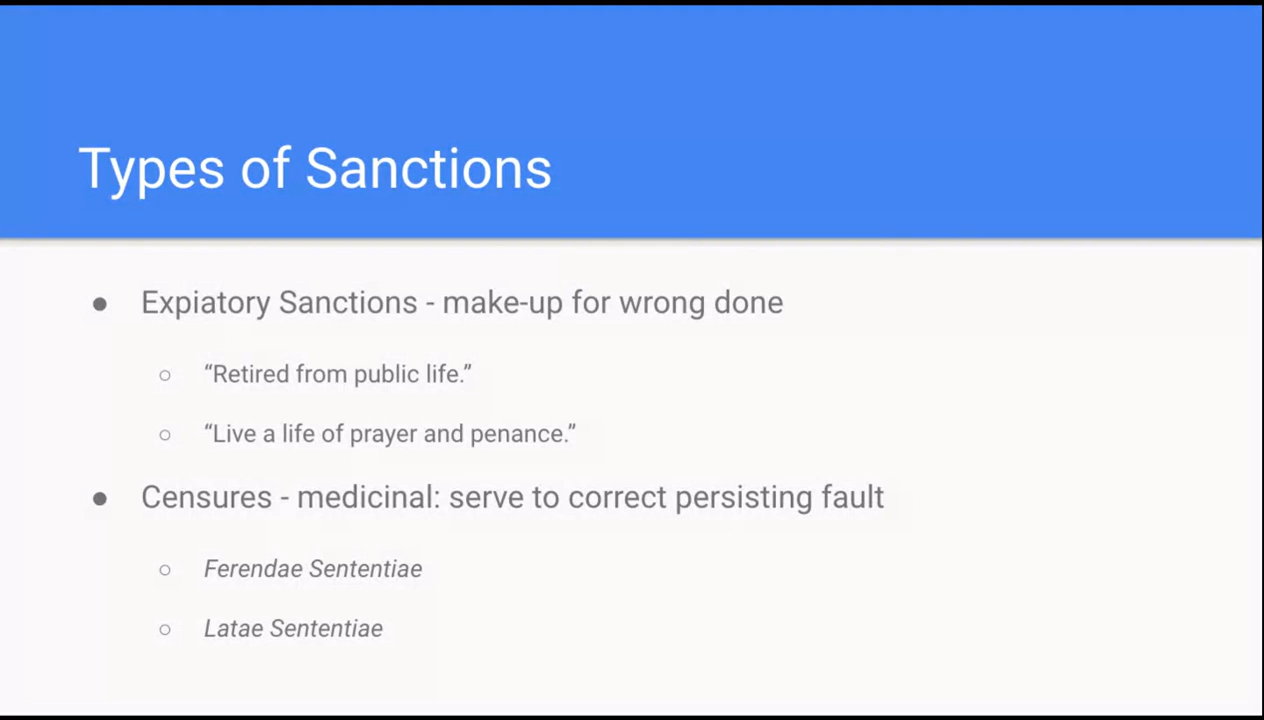 Types of Sanctions
● Expiatory Sanctions - make-up for wrong done
○ “Retired from public life.”
○ “Live a life of prayer and penance.”
● Censures - medicinal: serve to correct persisting fault
○ Ferendae Sententiae
○ Latae Sententiae